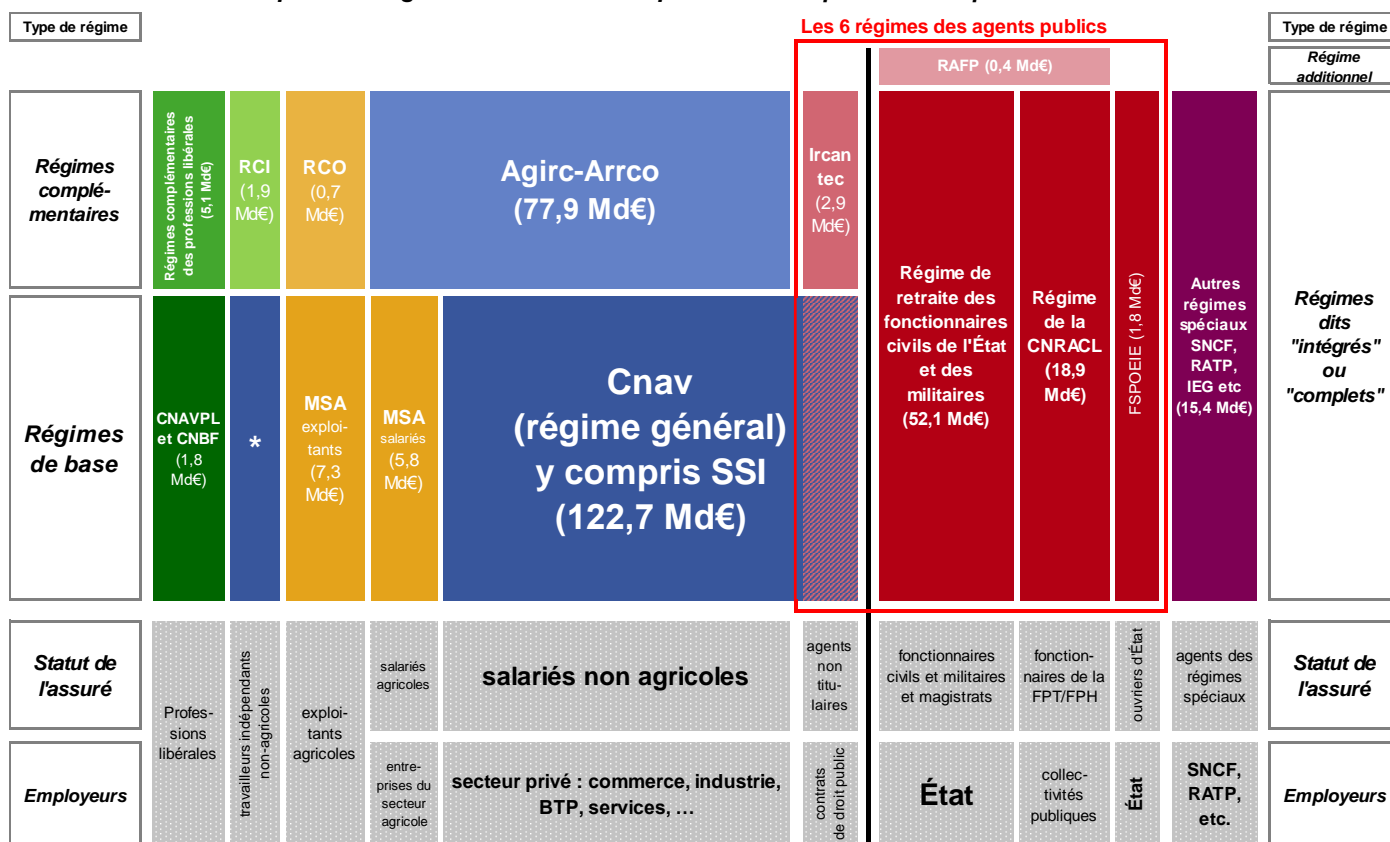 Type de régime
Les 6 régimes des agents publics
Type de régime
RAFP (0,4 Md€)
Régime
additionnel
Régimes
complé-
mentaires
Régimes complémentaires
des professions libérales
(5,1 Md€)
RCI
(1,9
Md€)
RCO
(0,7
Md€)
Agirc-Arrco
(77,9 Md€)
Ircan
tec
(2,9
Md€)
Régime de
retraite des
fonctionnaires
civils de l'État
et des
militaires
(52,1 Md€)
Régime
de la
CNRACL
(18,9
Md€)
FSPOEIE (1,8 Md€)
Autres
régimes
spéciaux
SNCF,
RATP,
IEG etc
(15,4 Md€)
Régimes
dits
"intégrés"
ou
"complets"
Régimes
de base
CNAVPL
et CNBF
(1,8
Md€)
*
MSA
exploi-
tants
(7,3
Md€)
MSA
salariés
(5,8
Md€)
Cnav
(régime général)
y compris SSI
(122,7 Md€)
Statut de
l'assuré
Profes-
sions
libérales
travailleurs indépendants
non-agricoles
exploi-
tants
agricoles
salariés
agricoles
salariés non agricoles
agents
non
titu-
laires
fonctionnaires
civils et militaires
et magistrats
fonction-
naires de la
FPT/FPH
ouvriers d'État
agents des
régimes
spéciaux
Statut de
l'assuré
Employeurs
entre-
prises du
secteur
agricole
secteur privé : commerce, industrie,
BTP, services, …
contrats
de droit public
État
collec-
tivités
publiques
État
SNCF,
RATP,
etc.
Employeurs